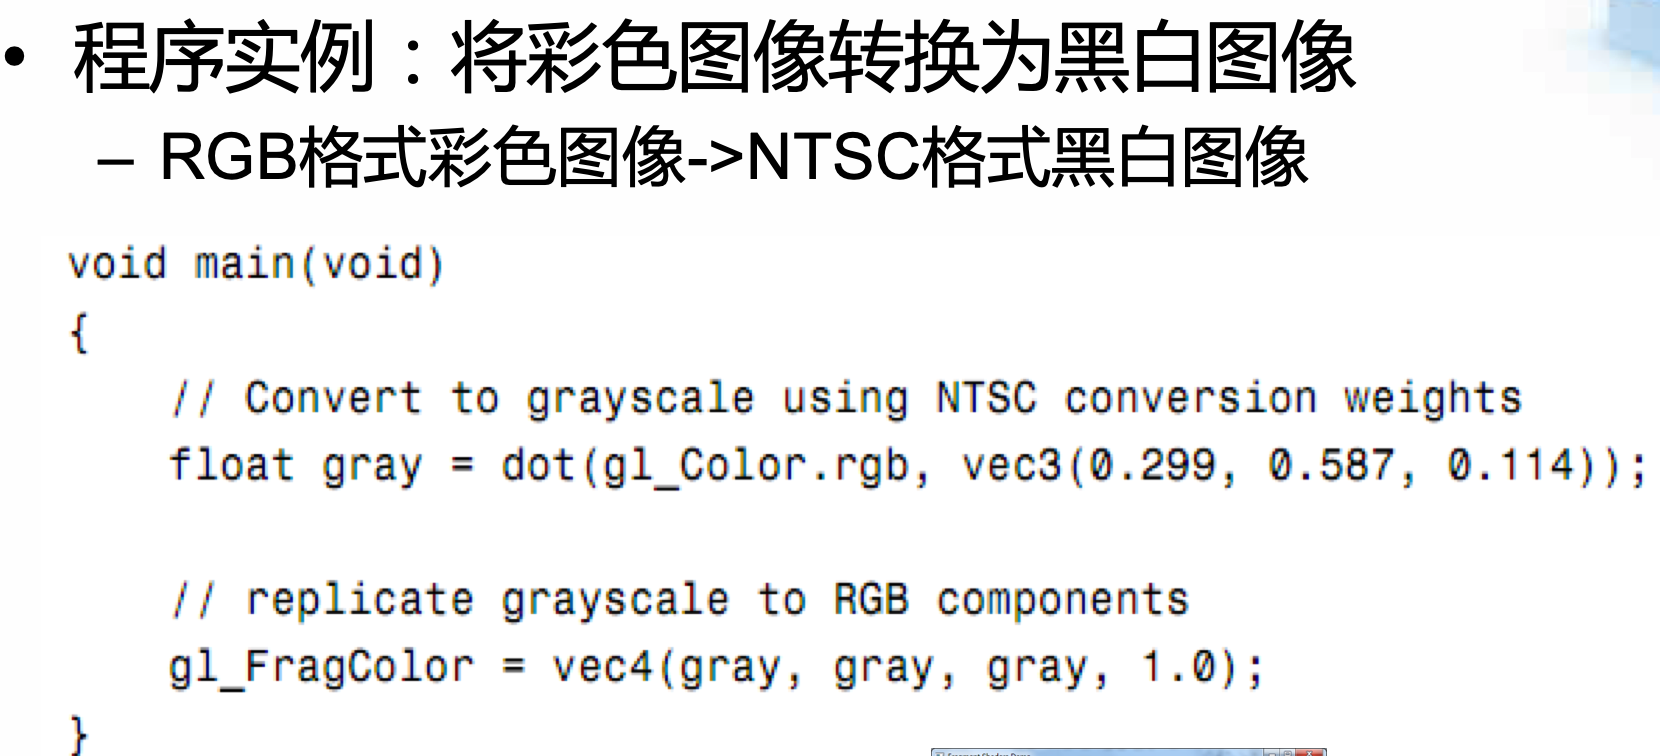 • 程序实例：将彩色图像转换为黑白图像
– RGB格式彩色图像->NTSC格式黑白图像
void main(void)
{
// Convert to grayscale using NTSC conversion weights
float gray = dot(gl_Color.rgb, vec3(0.299, 0.587, 0.114));
// replicate grayscale to RGB components
gl_FragColor = vec4(gray, gray, gray, 1.0);
}